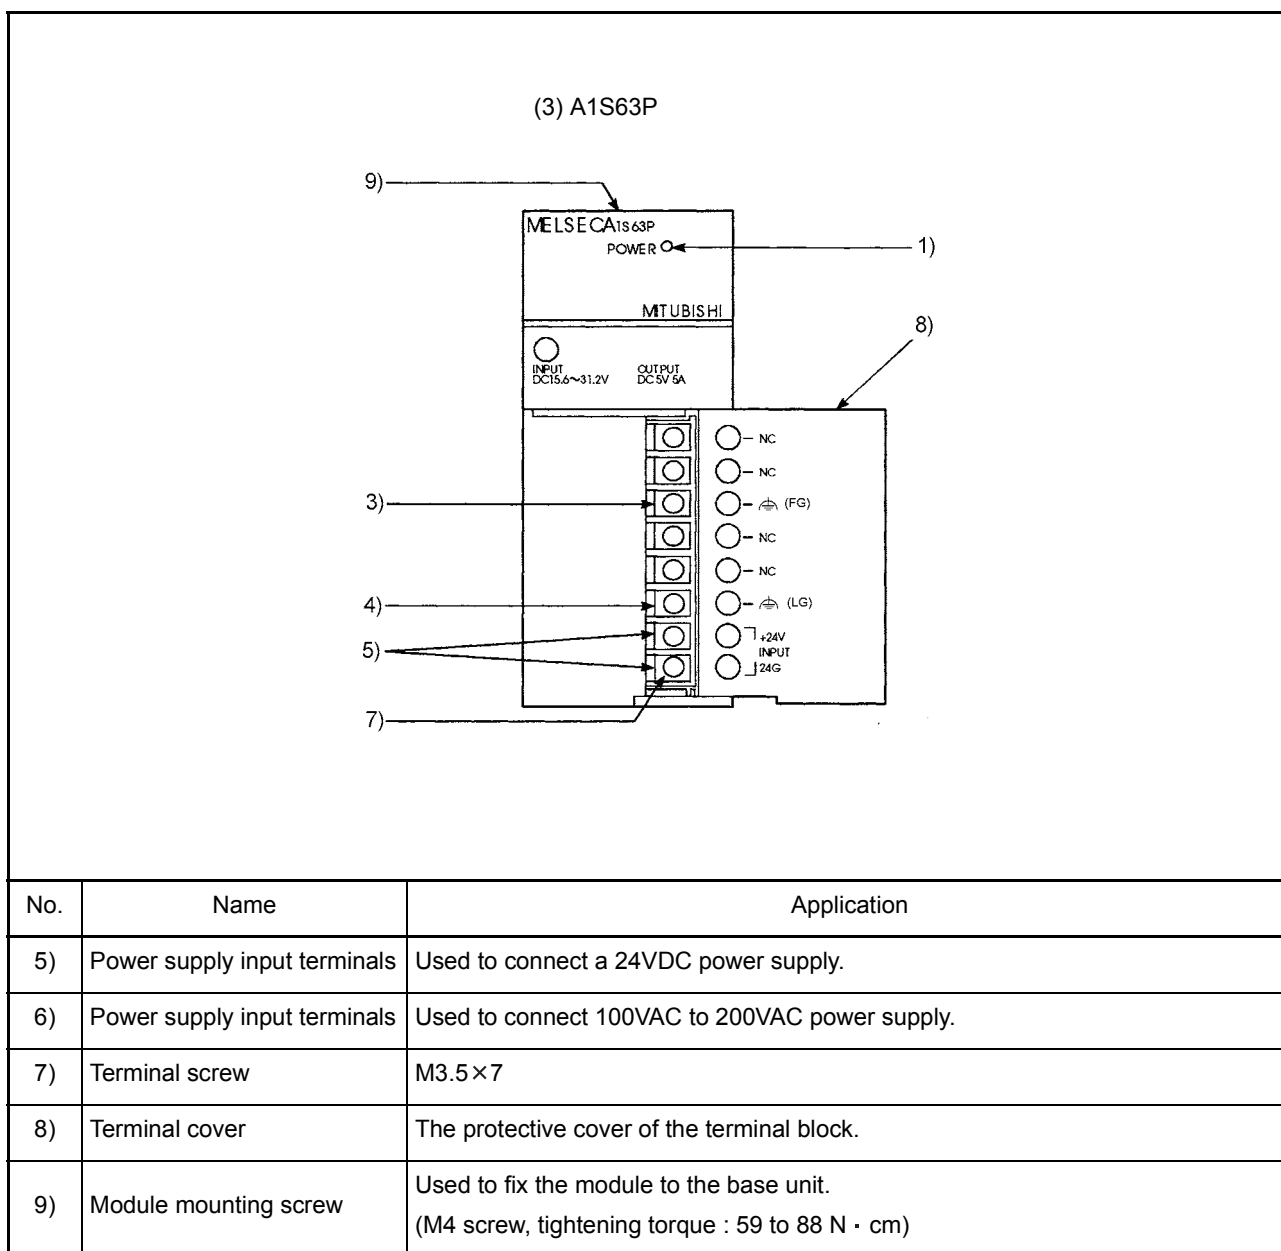 (3) A1S63P
9)
MELSECA1S63P
POWER
1)
MITUBISHI
8)
INPUT
DC15.6~31.2V
OUTPUT
DC5V 5A
NC
NC
3)
(FG)
NC
NC
4)
(LG)
5)
+24V
INPUT
24G
7)
No. Name Application
5) Power supply input terminals Used to connect a 24VDC power supply.
6) Power supply input terminals Used to connect 100VAC to 200VAC power supply.
7) Terminal screw M3.5×7
8) Terminal cover The protective cover of the terminal block.
9) Module mounting screw Used to fix the module to the base unit.
(M4 screw, tightening torque : 59 to 88 N · cm)